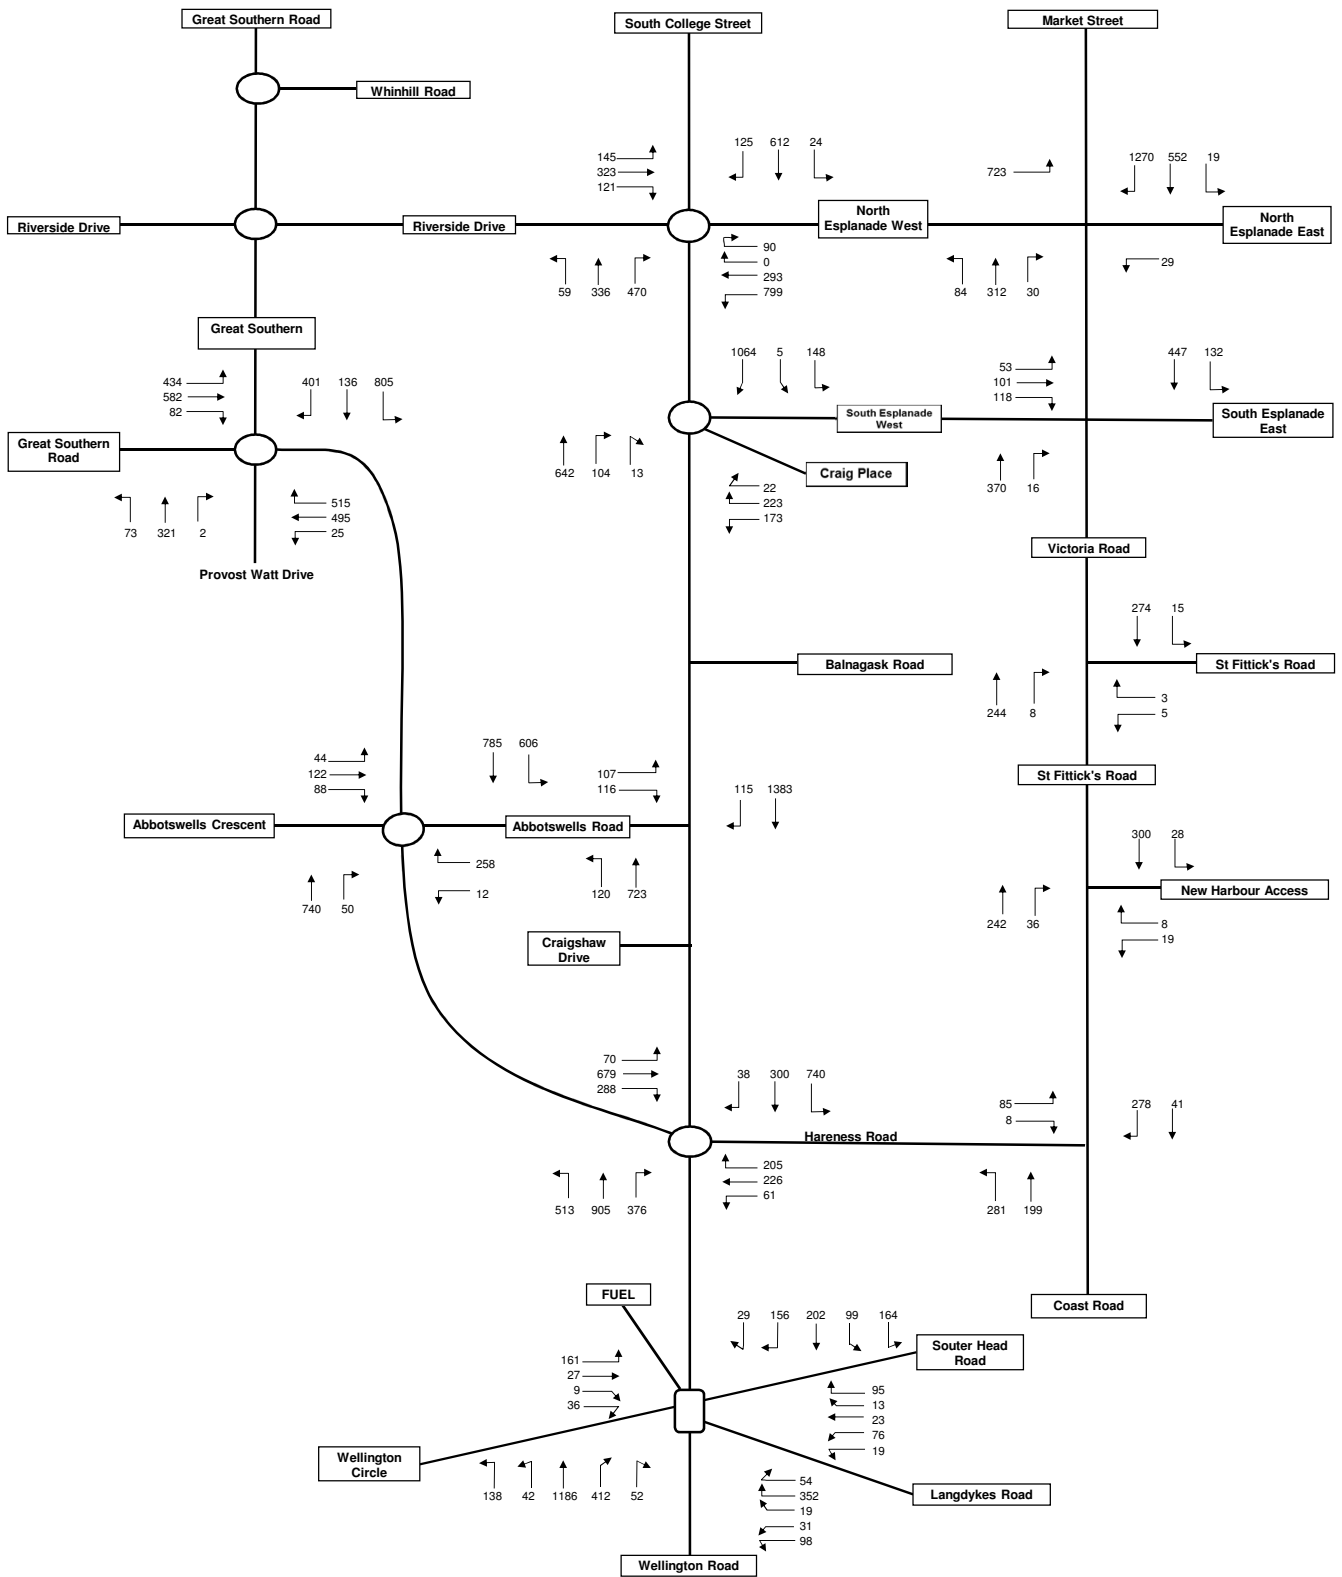 Great Southern Road
South College Street
Market Street
Whinhill Road
145
323
121
125 612 24
723
1270 552 19
Riverside Drive
Riverside Drive
North
Esplanade West
North
Esplanade East
59 336 470
90
0
293
799
84 312 30
29
Great Southern
434
582
82
401 136 805
1064 5 148
53
101
118
447 132
Great Southern
Road
South Esplanade
West
South Esplanade
East
642 104 13
Craig Place
370 16
73 321 2
515
495
25
22
223
173
Provost Watt Drive
Victoria Road
274 15
Balnagask Road
St Fittick's Road
244 8
3
5
44
122
88
785 606
107
116
115 1383
St Fittick's Road
Abbotswells Crescent
Abbotswells Road
300 28
740 50
258
12
120 723
New Harbour Access
242 36
8
19
Craigshaw
Drive
70
679
288
38 300 740
85
8
278 41
Hareness Road
513 905 376
205
226
61
281 199
FUEL
Coast Road
29 156 202 99 164
Souter Head
Road
161
27
9
36
95
13
23
76
19
Wellington
Circle
138 42 1186 412 52
54
352
19
31
98
Langdykes Road
Wellington Road